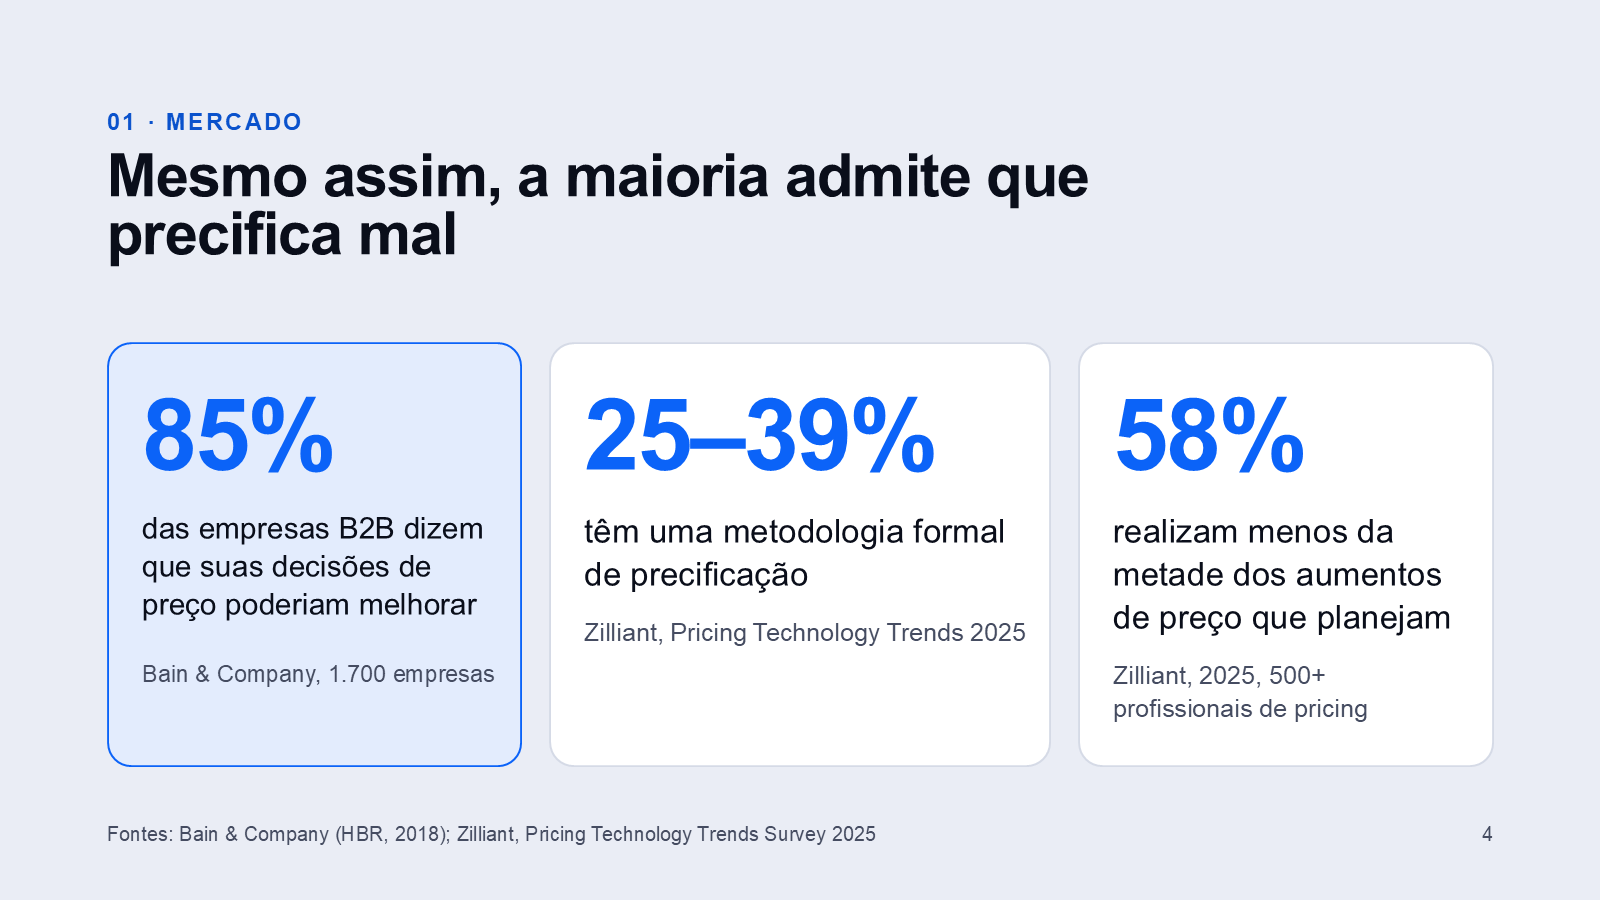 01 · MERCADO
Mesmo assim, a maioria admite que
precifica mal
85%
das empresas B2B dizem
que suas decisões de
preço poderiam melhorar
Bain & Company, 1.700 empresas
25–39%
têm uma metodologia formal
de precificação
Zilliant, Pricing Technology Trends 2025
58%
realizam menos da
metade dos aumentos
de preço que planejam
Zilliant, 2025, 500+
profissionais de pricing
Fontes: Bain & Company (HBR, 2018); Zilliant, Pricing Technology Trends Survey 2025
4